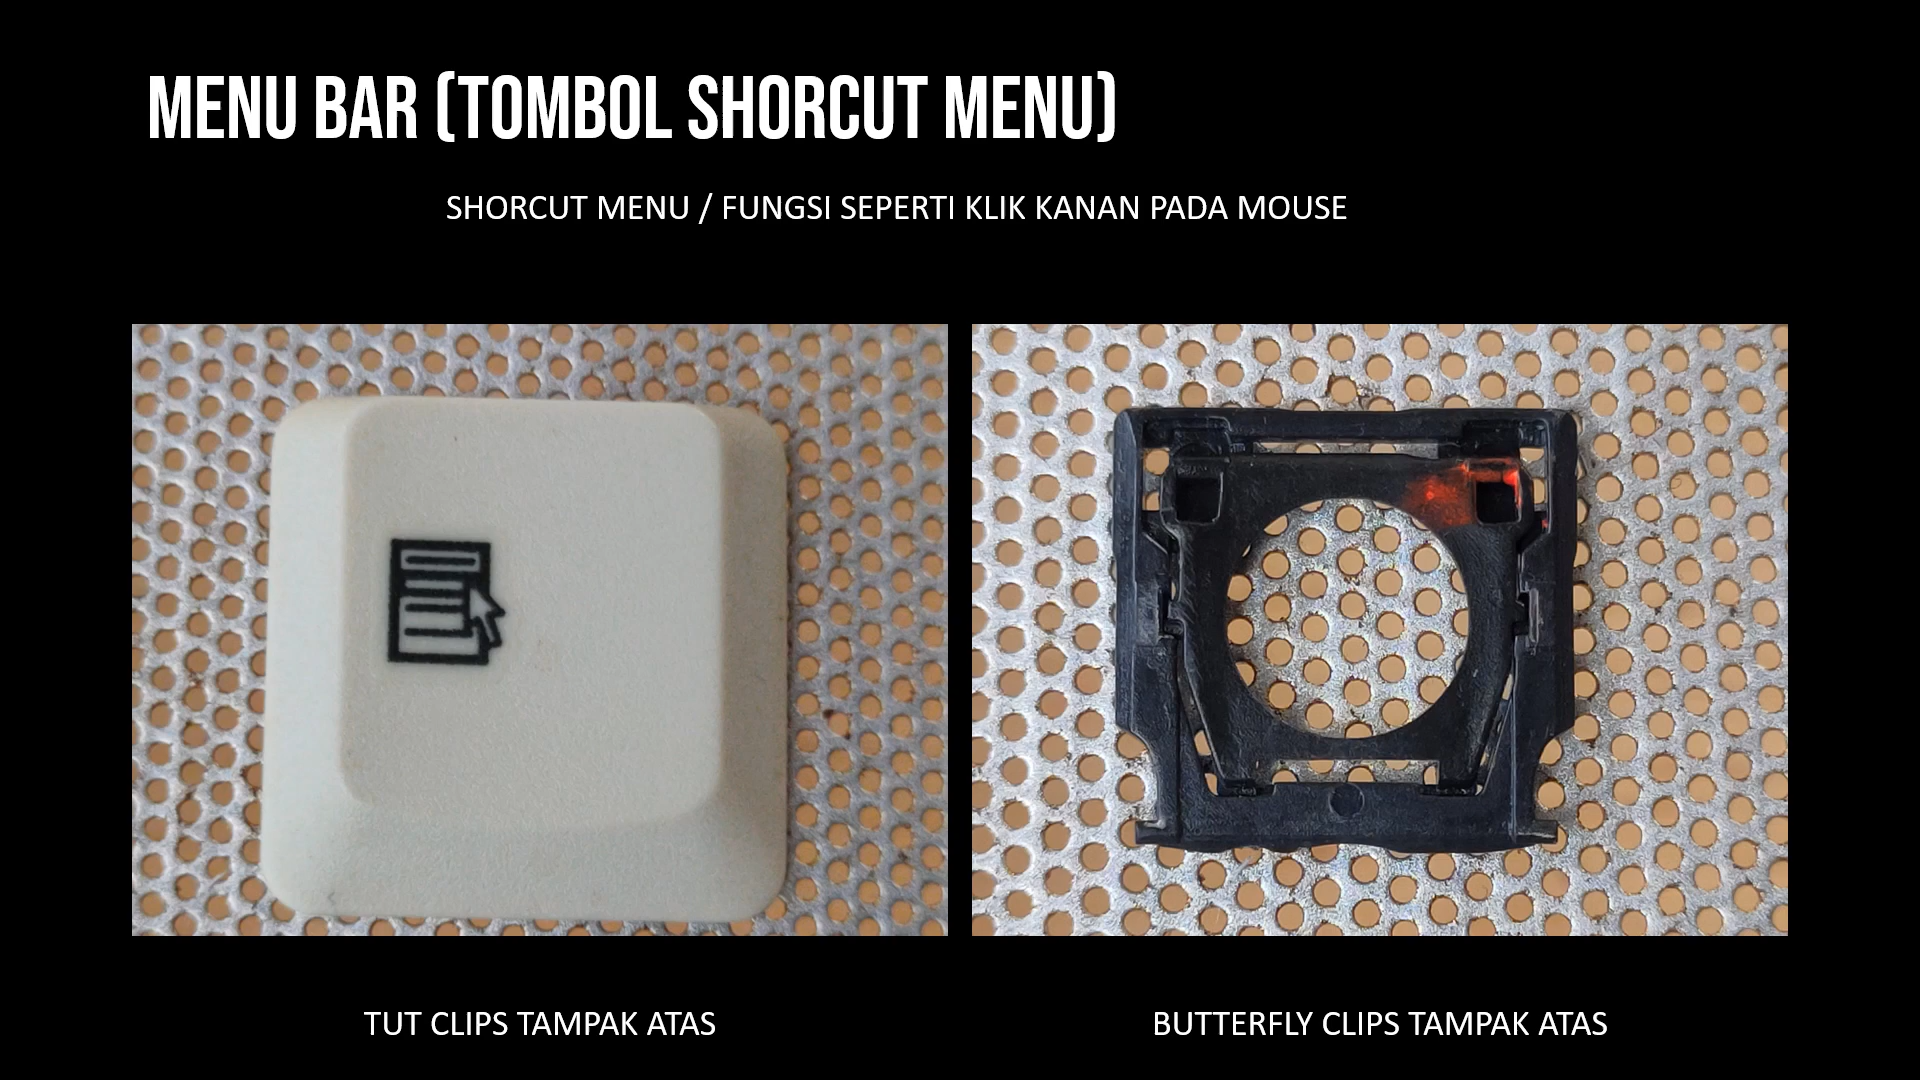 MENU BAR (TOMBOL SHORCUT MENU)
SHORCUT MENU / FUNGSI SEPERTI KLIK KANAN PADA MOUSE
TUT CLIPS TAMPAK ATAS
BUTTERFLY CLIPS TAMPAK ATAS